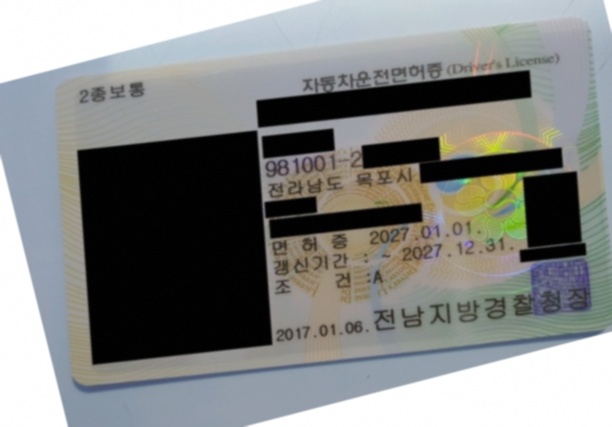 2종보통
자동차운전면허증 (Driver's License)
981001-2
전라남도 목포시
면 허 증 2027.01.01.
갱신기간 : ~ 2027.12.31.
조 건 :A
2017.01.06. 전남지방경찰청장